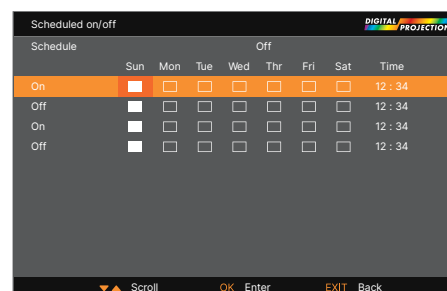 Scheduled on/off
DIGITAL PROJECTION
Schedule Off
Sun Mon Tue Wed Thr Fri Sat Time
On 12 : 34
Off 12 : 34
On 12 : 34
Off 12 : 34
Scroll OK Enter EXIT Back